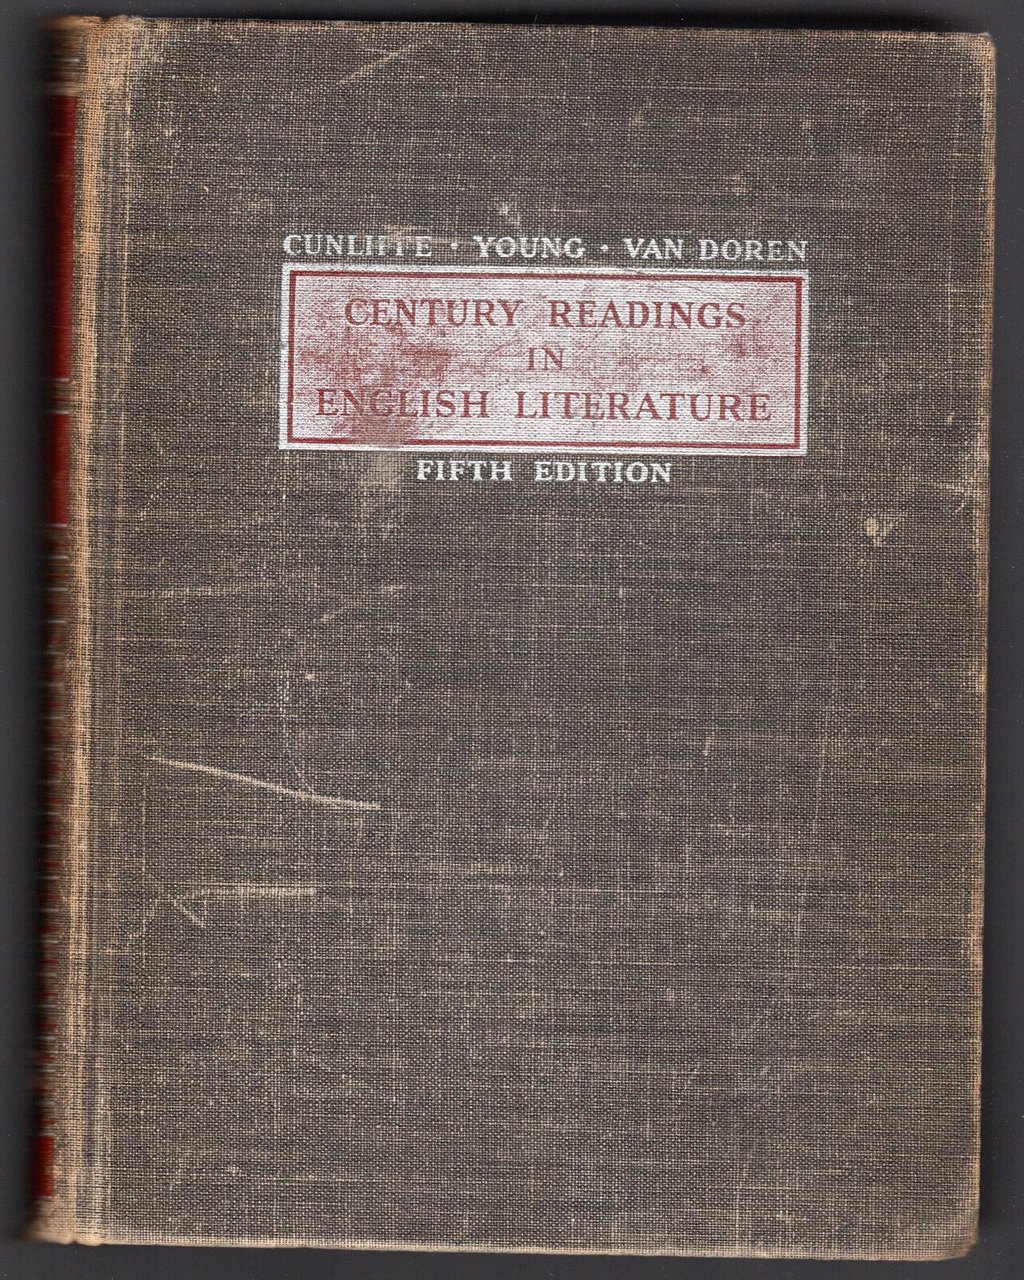 CUNLIFFE · YOUNG · VAN DOREN
CENTURY READINGS
IN
ENGLISH LITERATURE
FIFTH EDITION